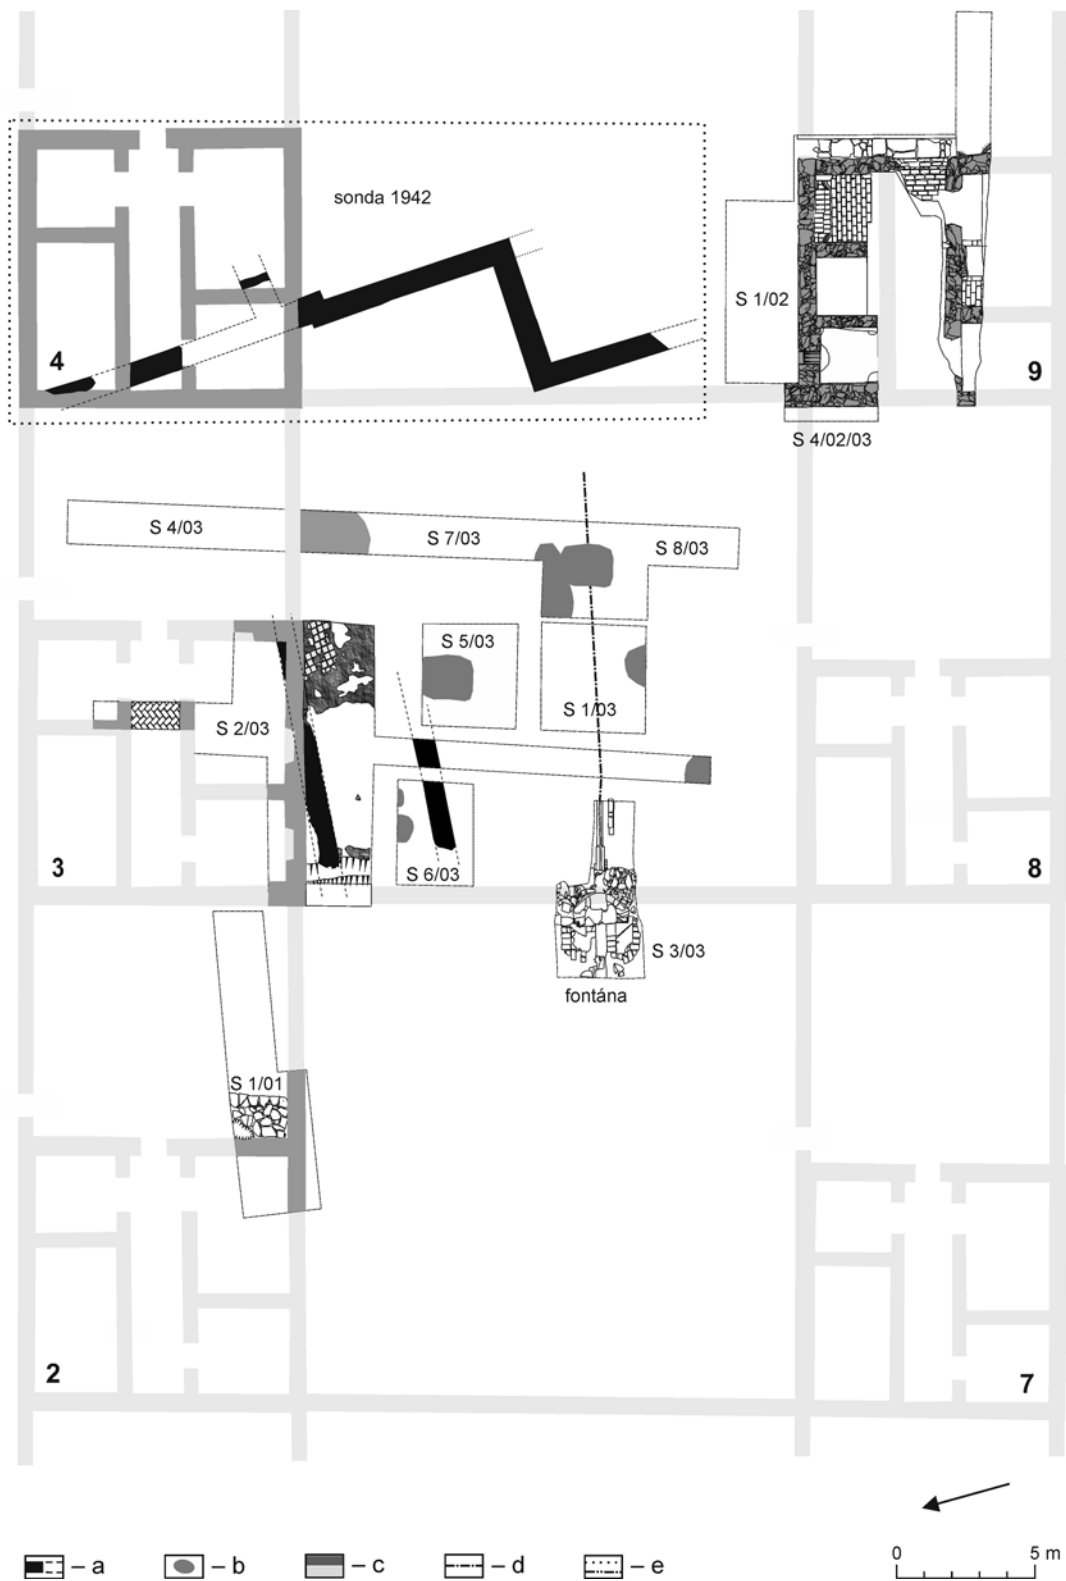 sonda 1942
S 1/02
4
9
S 4/02/03
S 4/03
S 7/03
S 8/03
S 5/03
S 1/03
S 2/03
3
S 6/03
8
S 3/03
fontána
S 1/01
2
7
– a
– b
– c
– d
– e
0
5 m